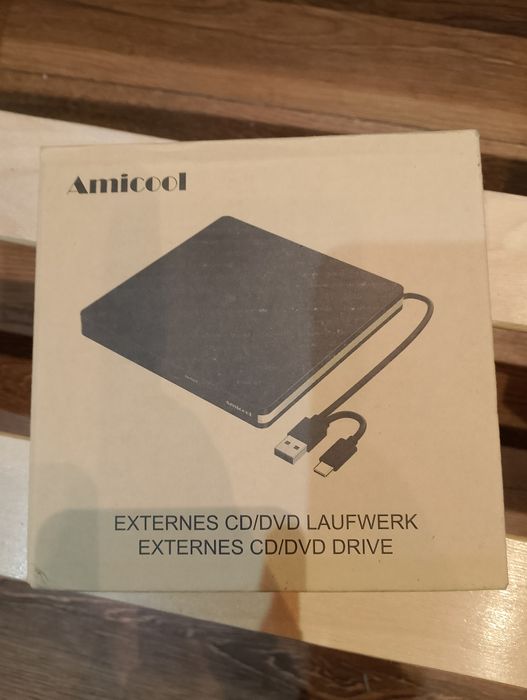 Amicool
amicool
EXTERNES CD/DVD LAUFWERK
EXTERNES CD/DVD DRIVE